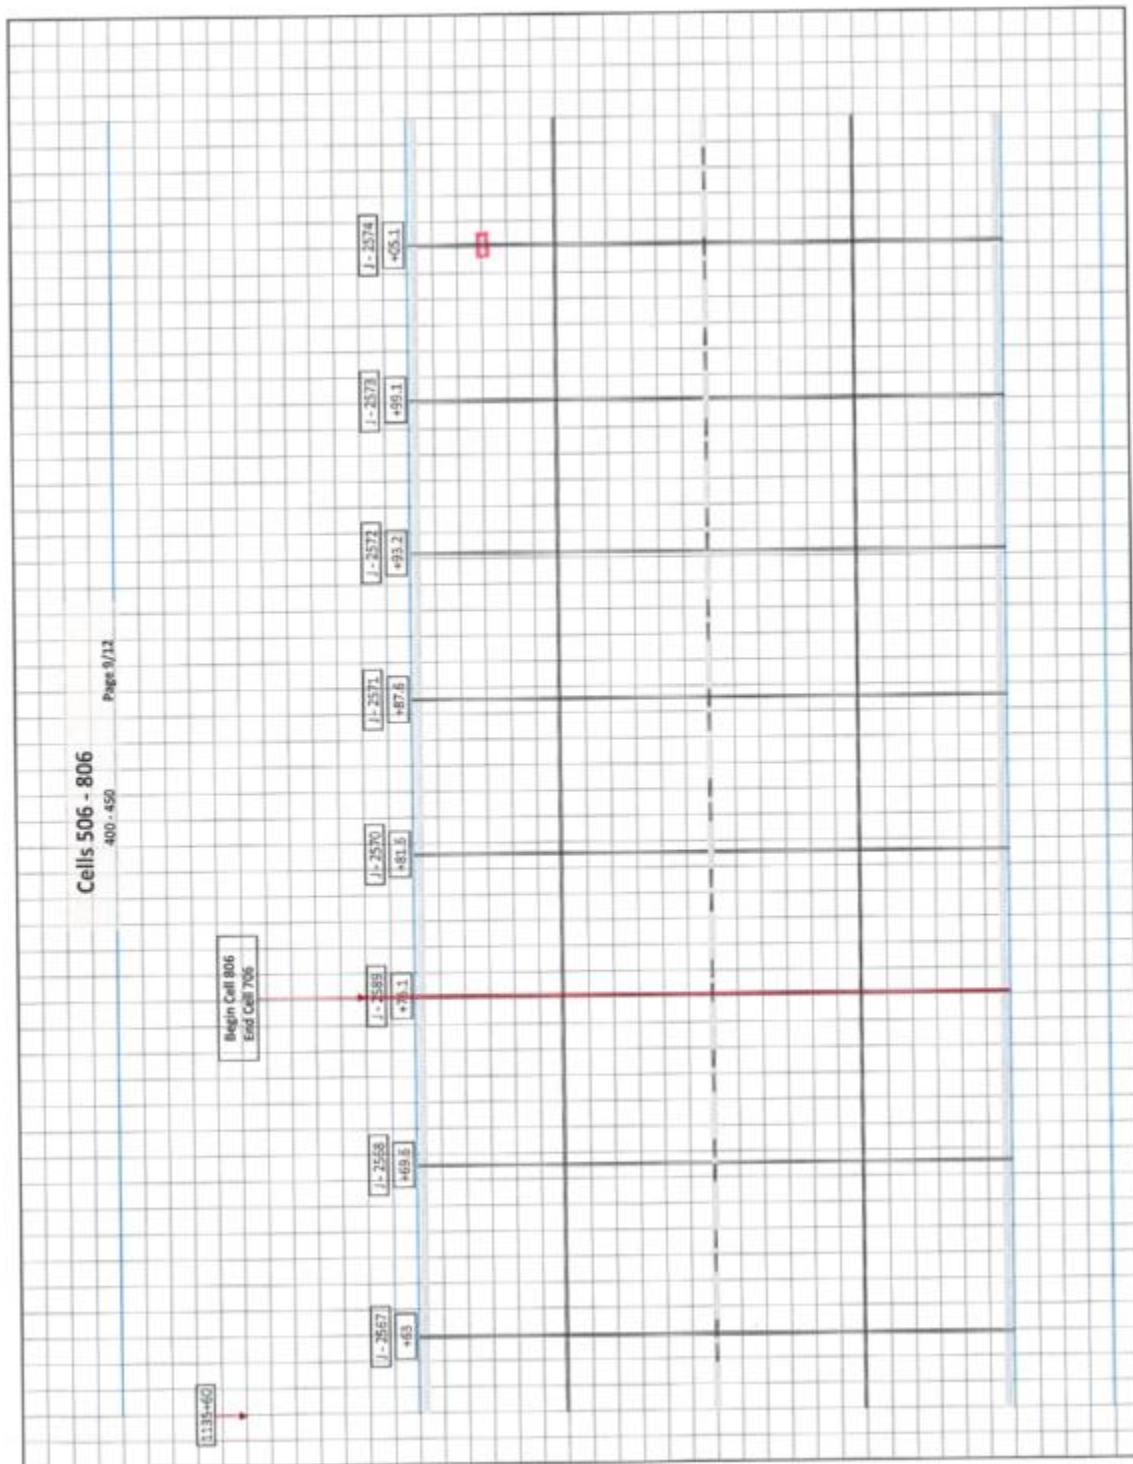 Cells 506 - 806
400 - 450 Page 9/12
1135+60
Begin Cell 806
End Cell 706
J - 2567
+63
J - 2568
+69.6
J - 2589
J - 2570
+81.6
J - 2571
+87.6
J - 2572
+93.2
J - 2573
+99.1
J - 2574
+05.1